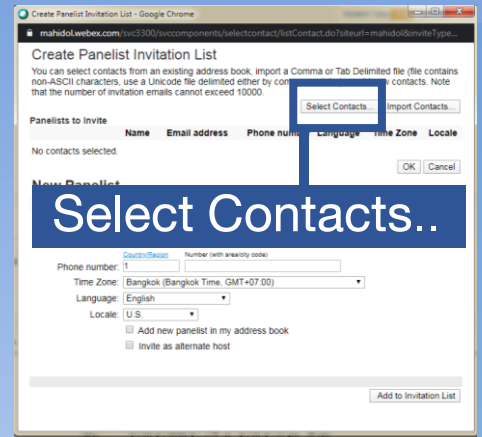 Create Panelist Invitation List - Google Chrome
mahidol.webex.com/svc3300/svccomponents/selectcontact/listContact.do?siteurl=mahidol&inviteType...
Create Panelist Invitation List
You can select contacts from an existing address book, import a Comma or Tab Delimited file (file contains
non-ASCII characters, use a Unicode file delimited either by comm contacts. Note
that the number of invitation emails cannot exceed 10000.
Select Contacts... Import Contacts...
Panelists to Invite
Name Email address Phone number Language Time Zone Locale
No contacts selected.
OK Cancel
New Panelist
Select Contacts..
Country/Region Number (with area/city code)
Phone number: 1
Time Zone: Bangkok (Bangkok Time, GMT+07:00)
Language: English
Locale: U.S.
Add new panelist in my address book
Invite as alternate host
Add to Invitation List